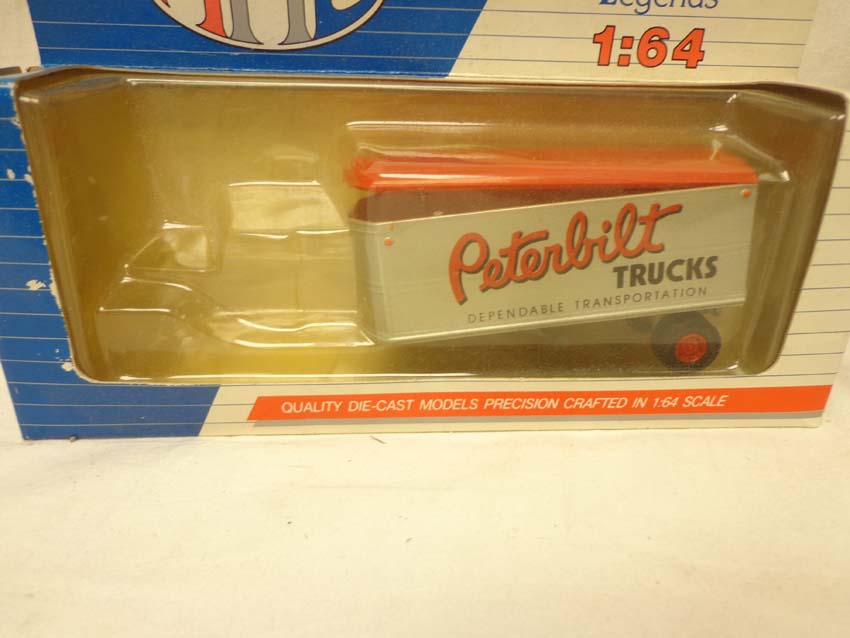 Legends
1:64
Peterbilt
TRUCKS
DEPENDABLE TRANSPORTATION
QUALITY DIE-CAST MODELS PRECISION CRAFTED IN 1:64 SCALE